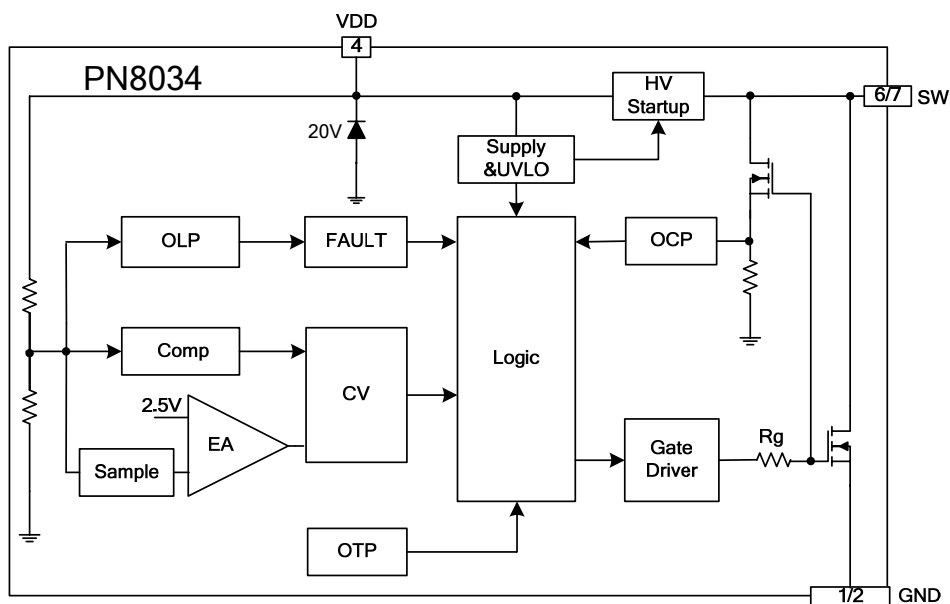 VDD
4
PN8034
HV
Startup
6/7
SW
20V
Supply
&UVLO
OLP
FAULT
OCP
Comp
Logic
CV
2.5V
EA
Rg
Sample
Gate
Driver
OTP
1/2
GND